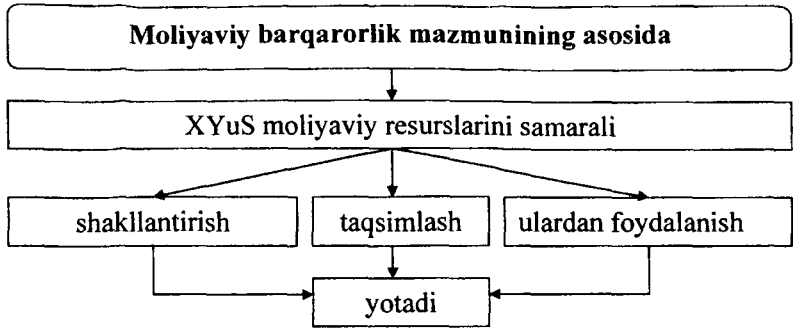 Moliyaviy barqarorlik mazmunining asosida
XYuS moliyaviy resurslarini samarali
shakllantirish
taqsimlash
ulardan foydalanish
yotadi